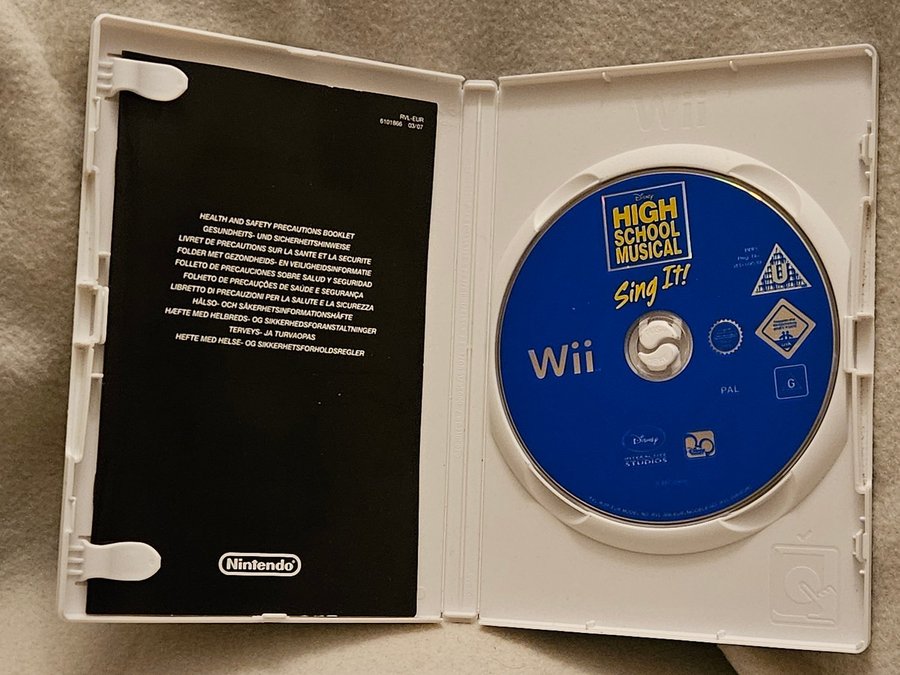 RVL-EUR
6101866 03/07
HEALTH AND SAFETY PRECAUTIONS BOOKLET
GESUNDHEITS- UND SICHERHEITSHINWEISE
LIVRET DE PRECAUTIONS SUR LA SANTE ET LA SECURITE
FOLDER MET GEZONDHEIDS- EN VEILIGHEIDSINFORMATIE
FOLLETO DE PRECAUCIONES SOBRE SALUD Y SEGURIDAD
FOLHETO DE PRECAUÇÕES DE SAÚDE E SEGURANÇA
LIBRETTO DI PRECAUZIONI PER LA SALUTE E LA SICUREZZA
HÄLSO- OCH SÄKERHETSINFORMATIONSHÄFTE
HÆFTE MED HELBREDS- OG SIKKERHEDSFORANSTALTNINGER
TERVEYS- JA TURVAOPAS
HEFTE MED HELSE- OG SIKKERHETSFORHOLDSREGLER
Nintendo
Wii
Disney
HIGH
SCHOOL
MUSICAL
Sing It!
U
Wii
PAL
G
Disney
INTERACTIVE
STUDIOS